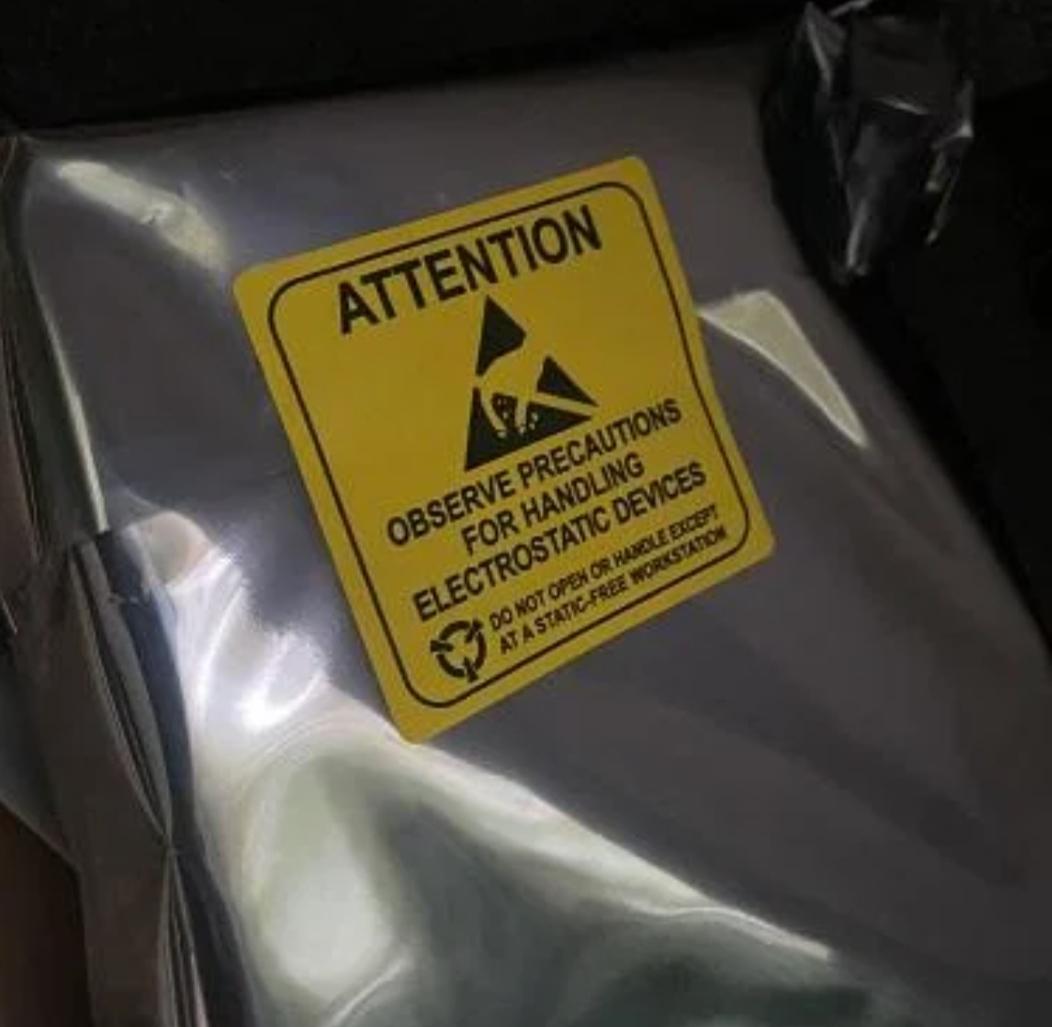 ATTENTION
OBSERVE PRECAUTIONS
FOR HANDLING
ELECTROSTATIC DEVICES
DO NOT OPEN OR HANDLE EXCEPT
AT A STATIC-FREE WORKSTATION